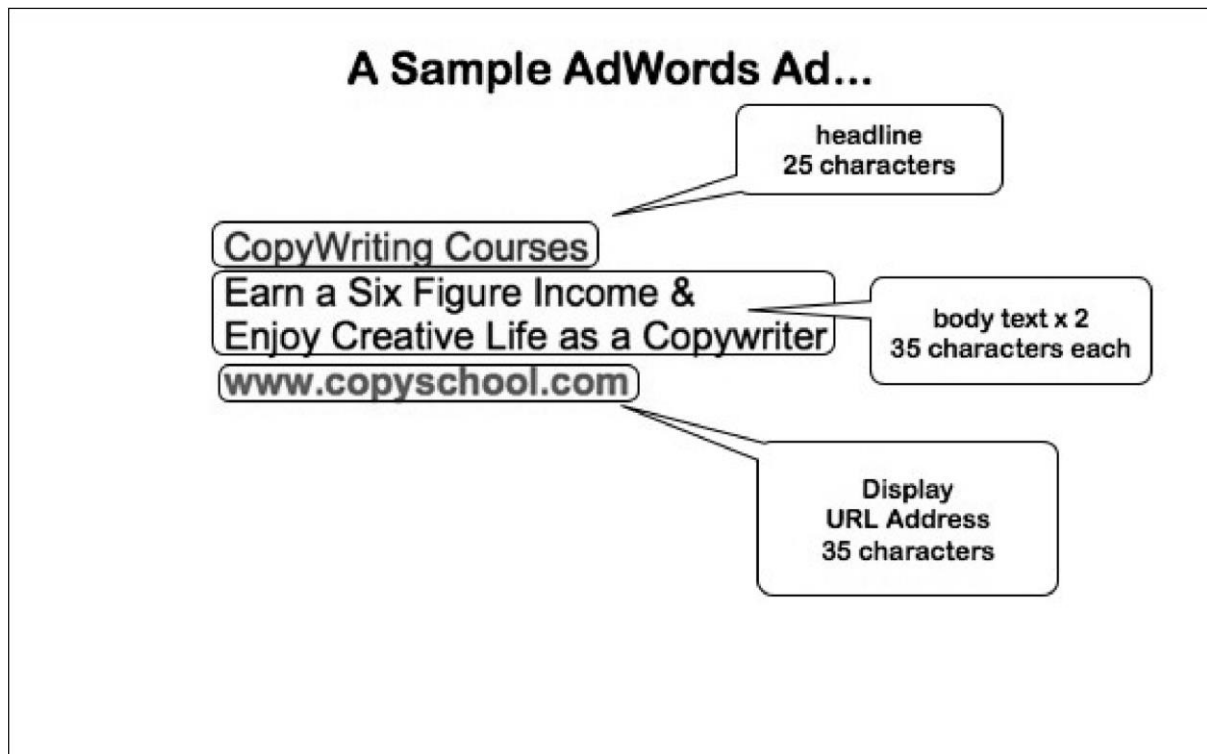 A Sample AdWords Ad...
headline
25 characters
CopyWriting Courses
Earn a Six Figure Income &
Enjoy Creative Life as a Copywriter
body text x 2
35 characters each
www.copyschool.com
Display
URL Address
35 characters